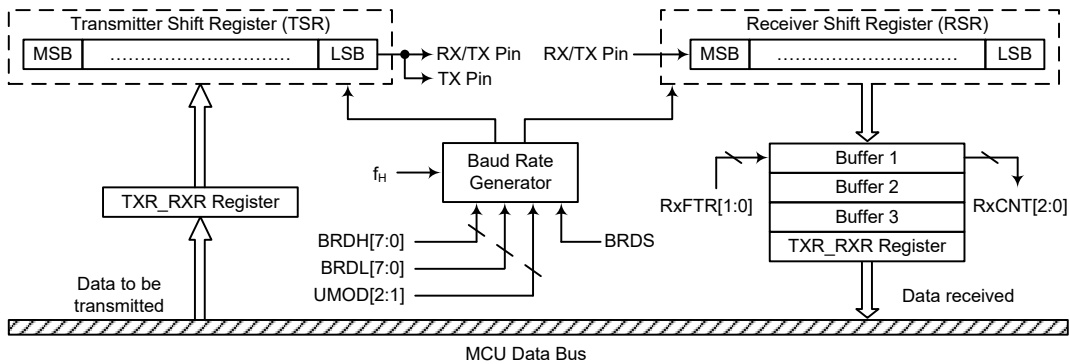 Transmitter Shift Register (TSR)
MSB ................................ LSB
RX/TX Pin
TX Pin
Receiver Shift Register (RSR)
RX/TX Pin
MSB ................................ LSB
Baud Rate
Generator
fH
BRDH[7:0]
BRDL[7:0]
UMOD[2:1]
BRDS
TXR_RXR Register
Data to be
transmitted
Buffer 1
Buffer 2
Buffer 3
TXR_RXR Register
RxFTR[1:0]
RxCNT[2:0]
Data received
MCU Data Bus